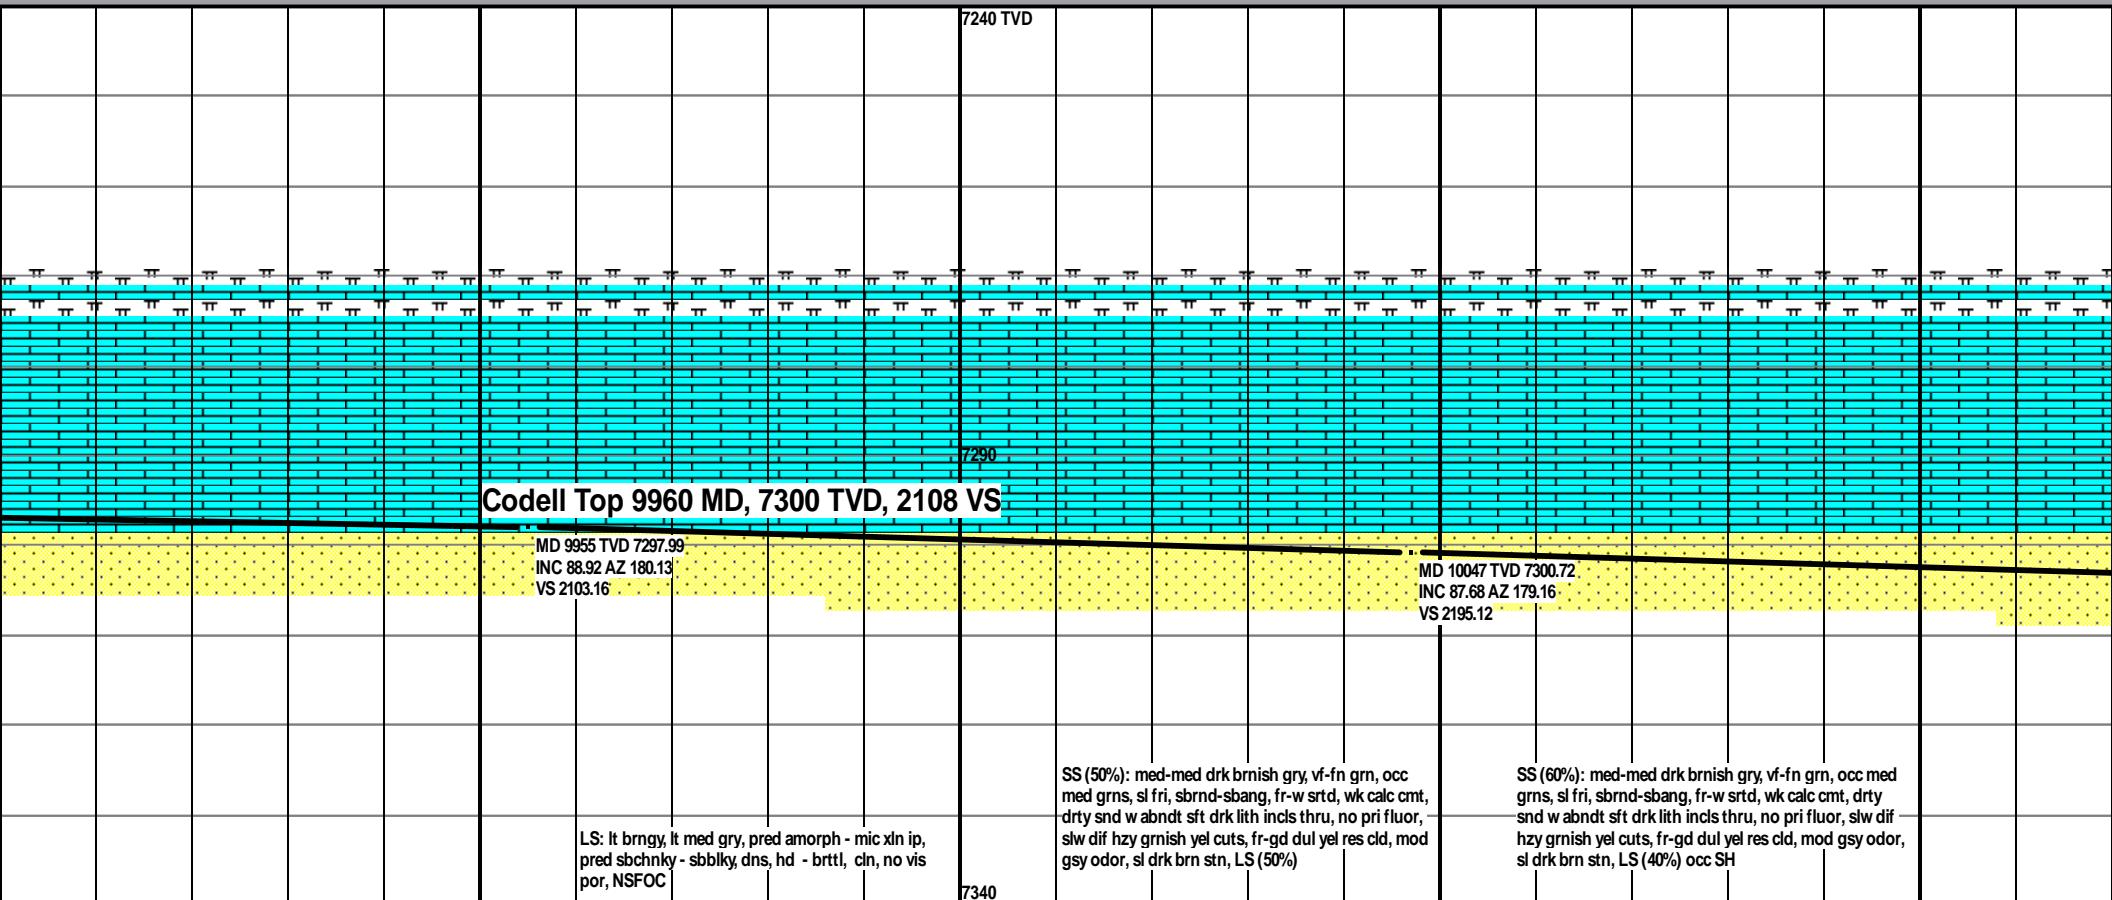 7240 TVD
7290
Codell Top 9960 MD, 7300 TVD, 2108 VS
MD 9955 TVD 7297.99
INC 88.92 AZ 180.13
VS 2103.16
MD 10047 TVD 7300.72
INC 87.68 AZ 179.16
VS 2195.12
LS: lt brngy, lt med gry, pred amorph - mic xln ip,
pred sbchnky - sbblky, dns, hd - brttl, cln, no vis
por, NSFOC
SS (50%): med-med drk brnish gry, vf-fn grn, occ
med grns, sl fri, sbrnd-sbang, fr-w srtd, wk calc cmt,
drty snd w abndt sft drk lith incls thru, no pri fluor,
slw dif hzy grnish yel cuts, fr-gd dul yel res cld, mod
gsy odor, sl drk brn stn, LS (50%)
SS (60%): med-med drk brnish gry, vf-fn grn, occ med
grns, sl fri, sbrnd-sbang, fr-w srtd, wk calc cmt, drty
snd w abndt sft drk lith incls thru, no pri fluor, slw dif
hzy grnish yel cuts, fr-gd dul yel res cld, mod gsy odor,
sl drk brn stn, LS (40%) occ SH
7340